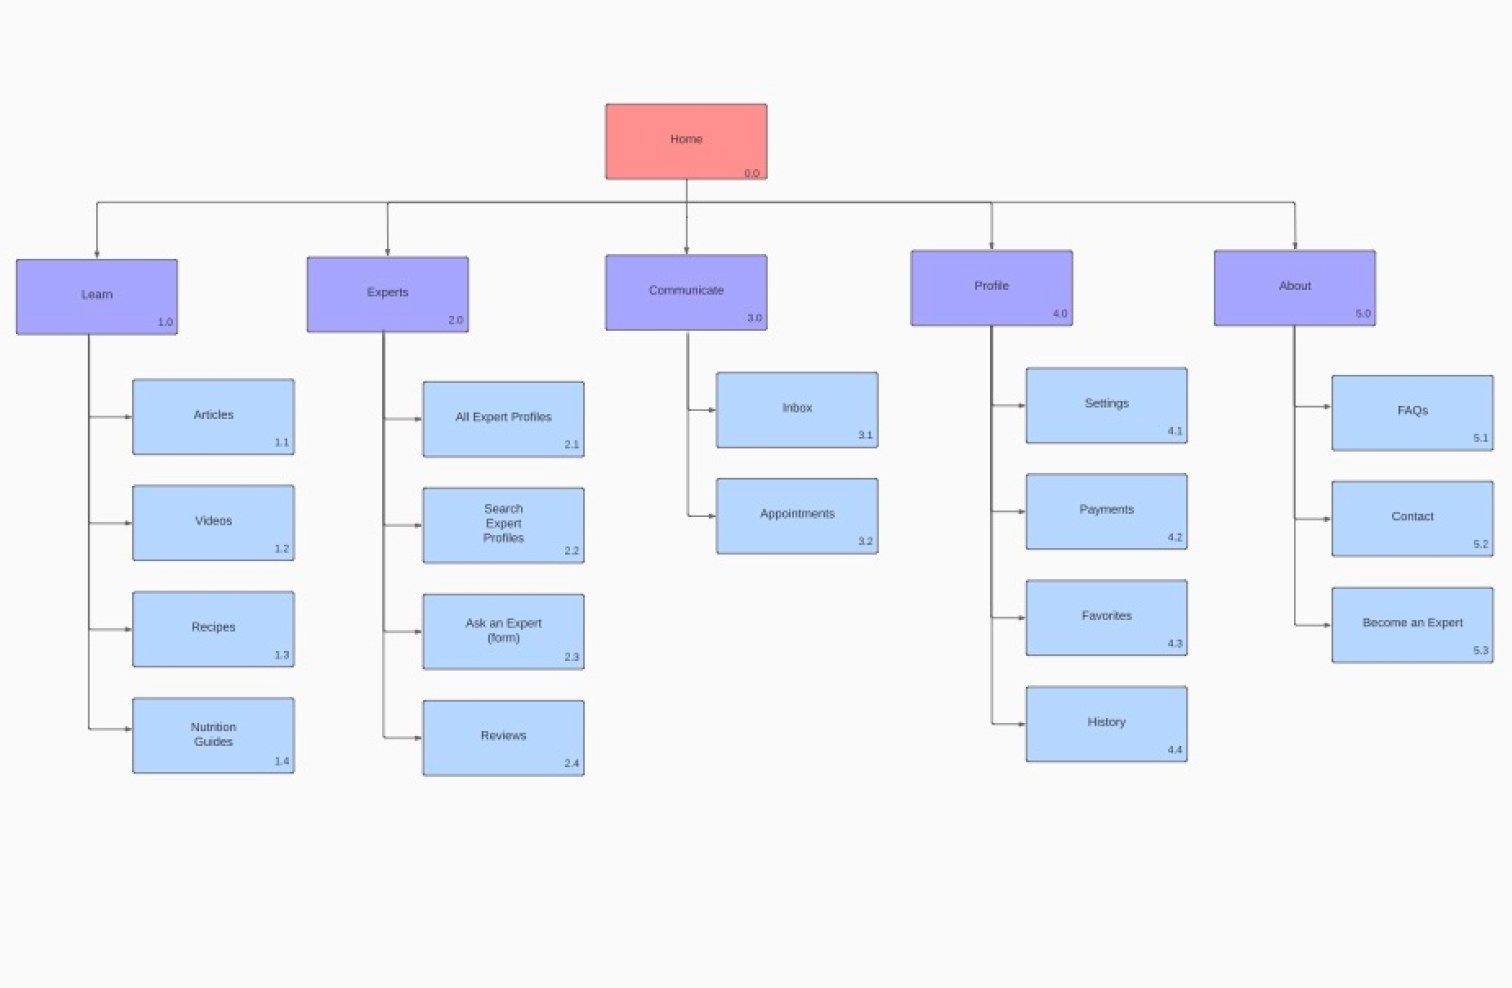 Home
0.0
Learn
1.0
Experts
2.0
Communicate
3.0
Profile
4.0
About
5.0
Articles
1.1
Videos
1.2
Recipes
1.3
Nutrition
Guides
1.4
All Expert Profiles
2.1
Search
Expert
Profiles
2.2
Ask an Expert
(form)
2.3
Reviews
2.4
Inbox
3.1
Appointments
3.2
Settings
4.1
Payments
4.2
Favorites
4.3
History
4.4
FAQs
5.1
Contact
5.2
Become an Expert
5.3